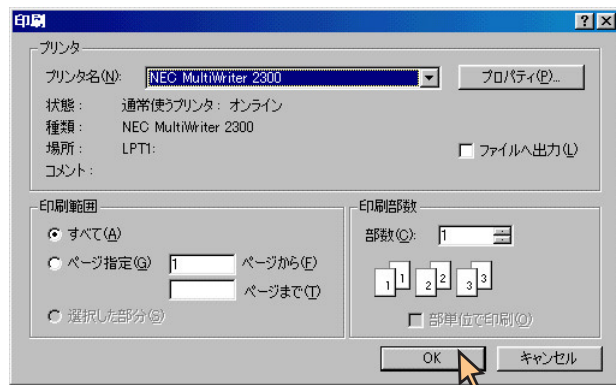 印刷
プリンタ
プリンタ名(N): NEC MultiWriter 2300 プロパティ(P)...
状態： 通常使うプリンタ： オンライン
種類： NEC MultiWriter 2300
場所： LPT1: ファイルへ出力(L)
コメント：
印刷範囲
すべて(A)
ページ指定(G) 1 ページから(F)
ページまで(T)
選択した部分(S)
印刷部数
部数(C): 1
1 1 2 2 3 3
部単位で印刷(O)
OK キャンセル